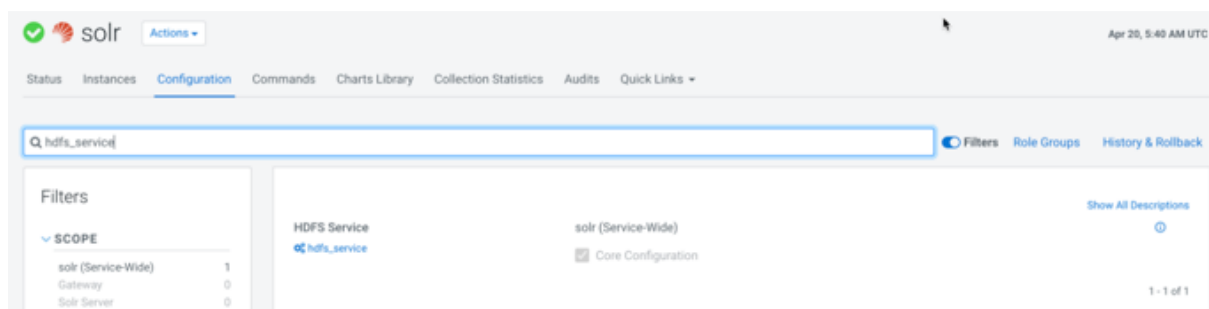 solr Actions
Apr 20, 5:40 AM UTC
Status Instances Configuration Commands Charts Library Collection Statistics Audits Quick Links
hdfs_service
Filters Role Groups History & Rollback
Filters
SCOPE
solr (Service-Wide) 1
Gateway 0
Solr Server 0
Show All Descriptions
HDFS Service solr (Service-Wide)
hdfs_service Core Configuration
1 - 1 of 1